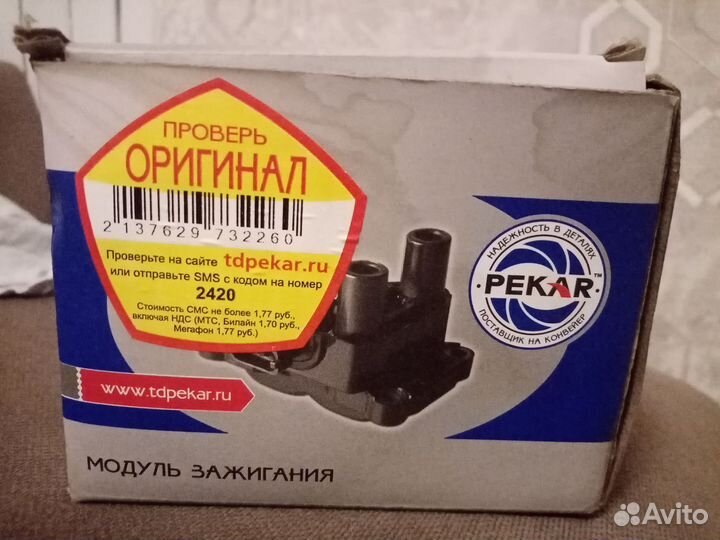 ПРОВЕРЬ
ОРИГИНАЛ
2 137629 732260
Проверьте на сайте tdpekar.ru
или отправьте SMS с кодом на номер
2420
Стоимость СМС не более 1,77 руб.,
включая НДС (МТС, Билайн 1,70 руб.,
Мегафон 1,77 руб.)
НАДЕЖНОСТЬ В ДЕТАЛЯХ
PEKAR™
ПОСТАВЩИК НА КОНВЕЙЕР
www.tdpekar.ru
МОДУЛЬ ЗАЖИГАНИЯ
Avito